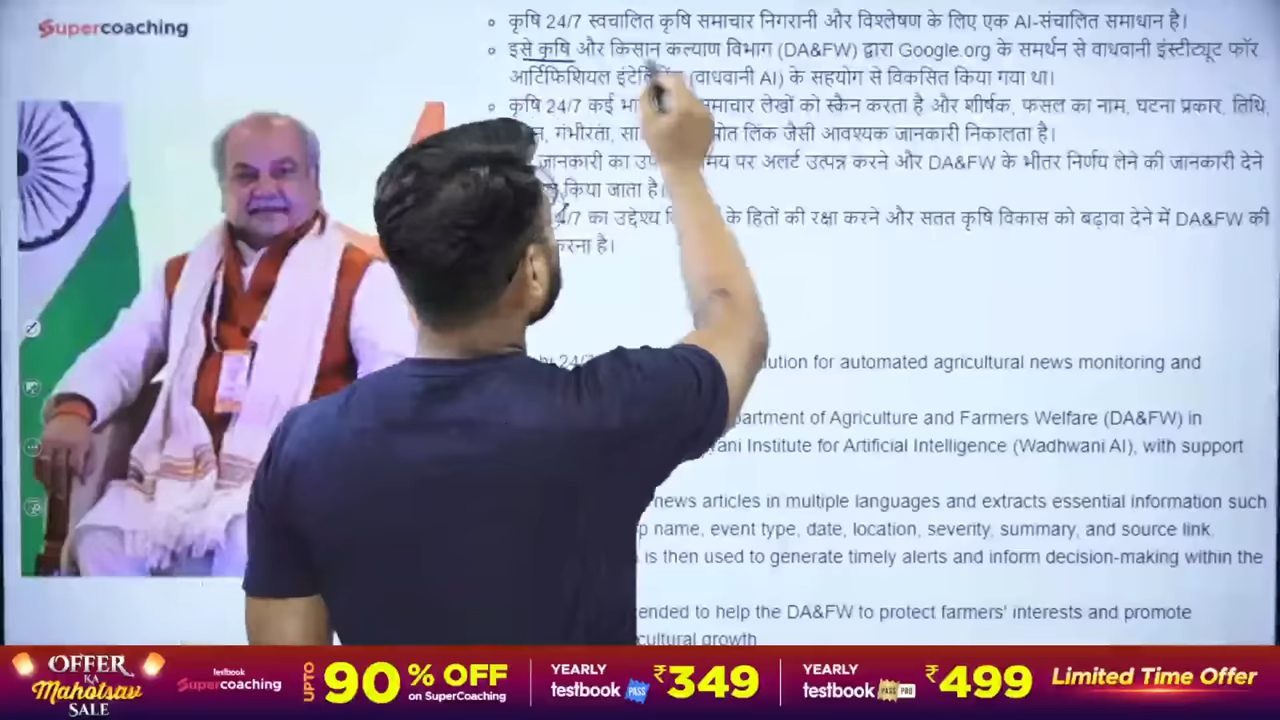 Supercoaching
कृषि 24/7 स्वचालित कृषि समाचार निगरानी और विश्लेषण के लिए एक AI-संचालित समाधान है।
इसे कृषि और किसान कल्याण विभाग (DA&FW) द्वारा Google.org के समर्थन से वाधवानी इंस्टीट्यूट फॉर
आर्टिफिशियल (वाधवानी AI) के सहयोग से विकसित किया गया था।
कृषि 24/7 कई समाचार लेखों को स्कैन करता है और शीर्षक, फसल का नाम, घटना प्रकार, तिथि,
गंभीरता, स्रोत लिंक जैसी आवश्यक जानकारी निकालता है।
जानकारी का पर अलर्ट उत्पन्न करने और DA&FW के भीतर निर्णय लेने की जानकारी देने
किया जाता है।
का उद्देश्य के हितों की रक्षा करने और सतत कृषि विकास को बढ़ावा देने में DA&FW की
करना है।
for automated agricultural news monitoring and
of Agriculture and Farmers Welfare (DA&FW) in
Institute for Artificial Intelligence (Wadhwani AI), with support
news articles in multiple languages and extracts essential information such
name, event type, date, location, severity, summary, and source link.
is then used to generate timely alerts and inform decision-making within the
to help the DA&FW to protect farmers' interests and promote
growth
OFFER
KA
Mahotsav
SALE
testbook
Supercoaching
UPTO
90% OFF
on SuperCoaching
YEARLY
testbook PASS
₹349
YEARLY
testbook PASS PRO
₹499
Limited Time Offer